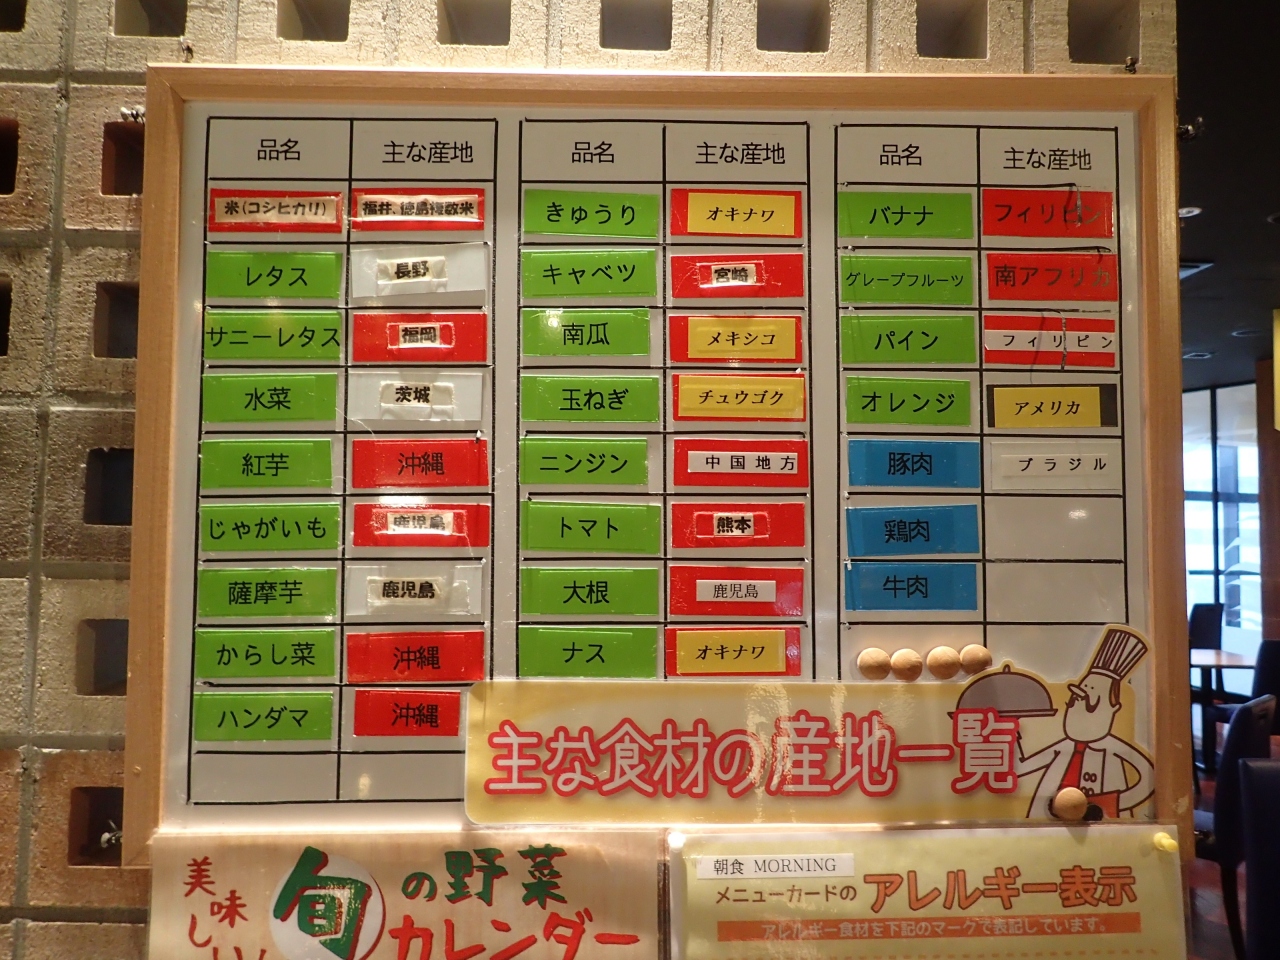 品名 主な産地
米(コシヒカリ) 福井、徳島複数米
レタス 長野
サニーレタス 福岡
水菜 茨城
紅芋 沖縄
じゃがいも 鹿児島
薩摩芋 鹿児島
からし菜 沖縄
ハンダマ 沖縄
品名 主な産地
きゅうり オキナワ
キャベツ 宮崎
南瓜 メキシコ
玉ねぎ チュウゴク
ニンジン 中国地方
トマト 熊本
大根 鹿児島
ナス オキナワ
品名 主な産地
バナナ フィリピン
グレープフルーツ 南アフリカ
パイン フィリピン
オレンジ アメリカ
豚肉 ブラジル
鶏肉
牛肉
主な食材の産地一覧
美味しい!
旬の野菜
カレンダー
朝食 MORNING
メニューカードのアレルギー表示
アレルギー食材を下記のマークで表記しています。